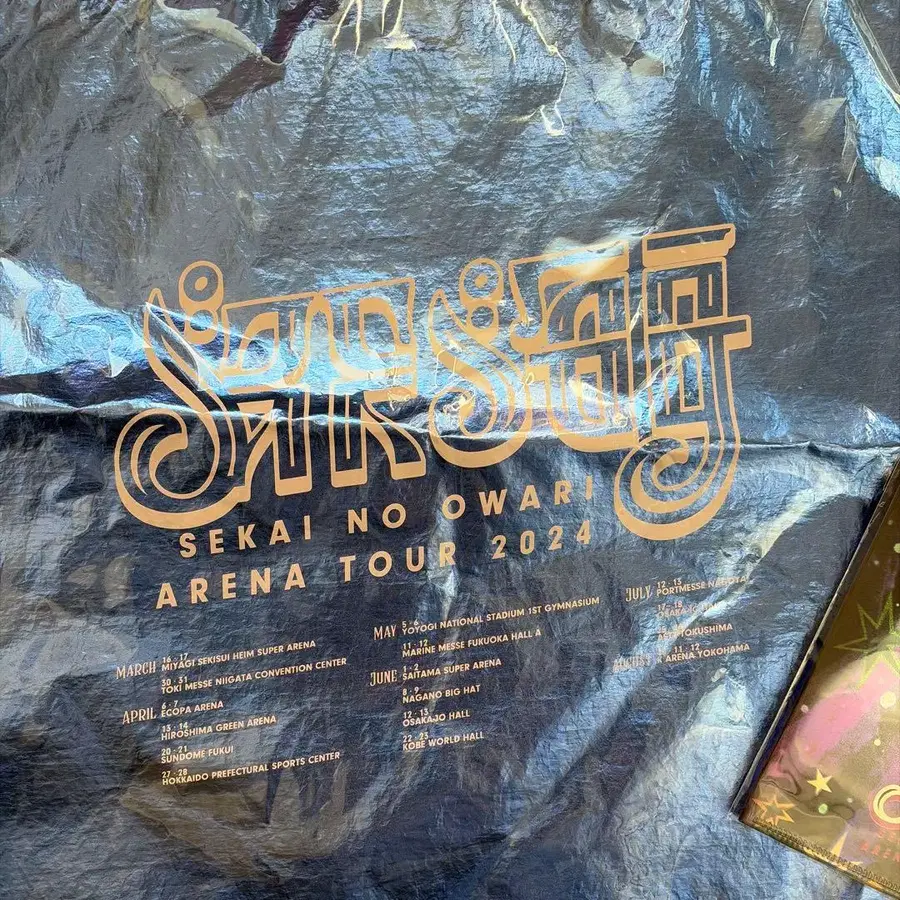 SEKAI NO OWARI
ARENA TOUR 2024
MARCH 16・17
MIYAGI SEKISUI HEIM SUPER ARENA
30・31
TOKI MESSE NIIGATA CONVENTION CENTER
APRIL 6・7
ECOPA ARENA
13・14
HIROSHIMA GREEN ARENA
20・21
SUNDOME FUKUI
27・28
HOKKAIDO PREFECTURAL SPORTS CENTER
MAY 5・6
YOYOGI NATIONAL STADIUM 1ST GYMNASIUM
11・12
MARINE MESSE FUKUOKA HALL A
JUNE 1・2
SAITAMA SUPER ARENA
8・9
NAGANO BIG HAT
12・13
OSAKAJO HALL
22・23
KOBE WORLD HALL
JULY 12・13
PORTMESSE NAGOYA
TOKUSHIMA
AUGUST 11・12
ARENA YOKOHAMA